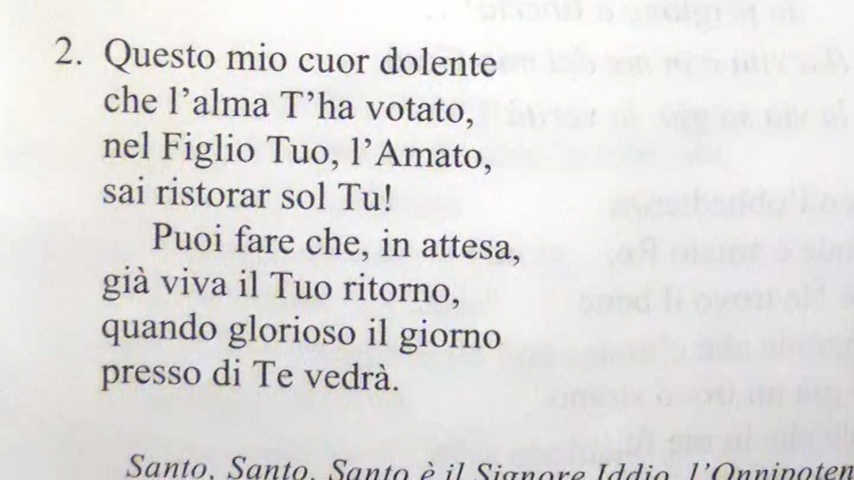 2. Questo mio cuor dolente
che l'alma T'ha votato,
nel Figlio Tuo, l'Amato,
sai ristorar sol Tu!
Puoi fare che, in attesa,
già viva il Tuo ritorno,
quando glorioso il giorno
presso di Te vedrà.
Santo, Santo, Santo è il Signore Iddio, l'Onnipoten